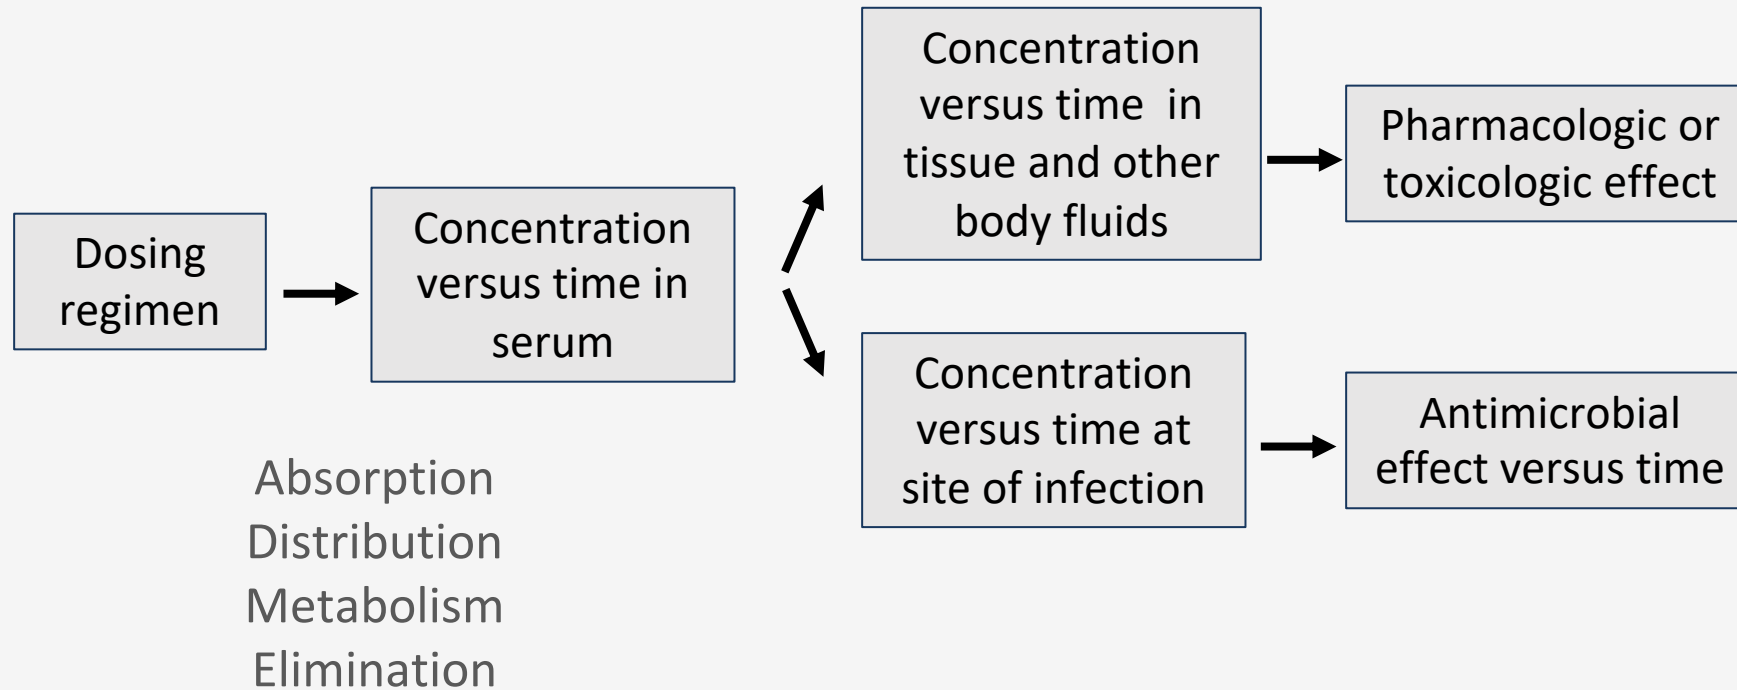 Dosing
regimen
Concentration
versus time in
serum
Concentration
versus time in
tissue and other
body fluids
Pharmacologic or
toxicologic effect
Concentration
versus time at
site of infection
Antimicrobial
effect versus time
Absorption
Distribution
Metabolism
Elimination